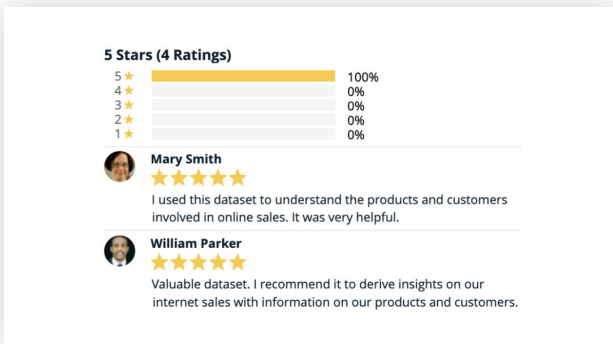 5 Stars (4 Ratings)
5 ★ 100%
4 ★ 0%
3 ★ 0%
2 ★ 0%
1 ★ 0%
Mary Smith
I used this dataset to understand the products and customers
involved in online sales. It was very helpful.
William Parker
Valuable dataset. I recommend it to derive insights on our
internet sales with information on our products and customers.